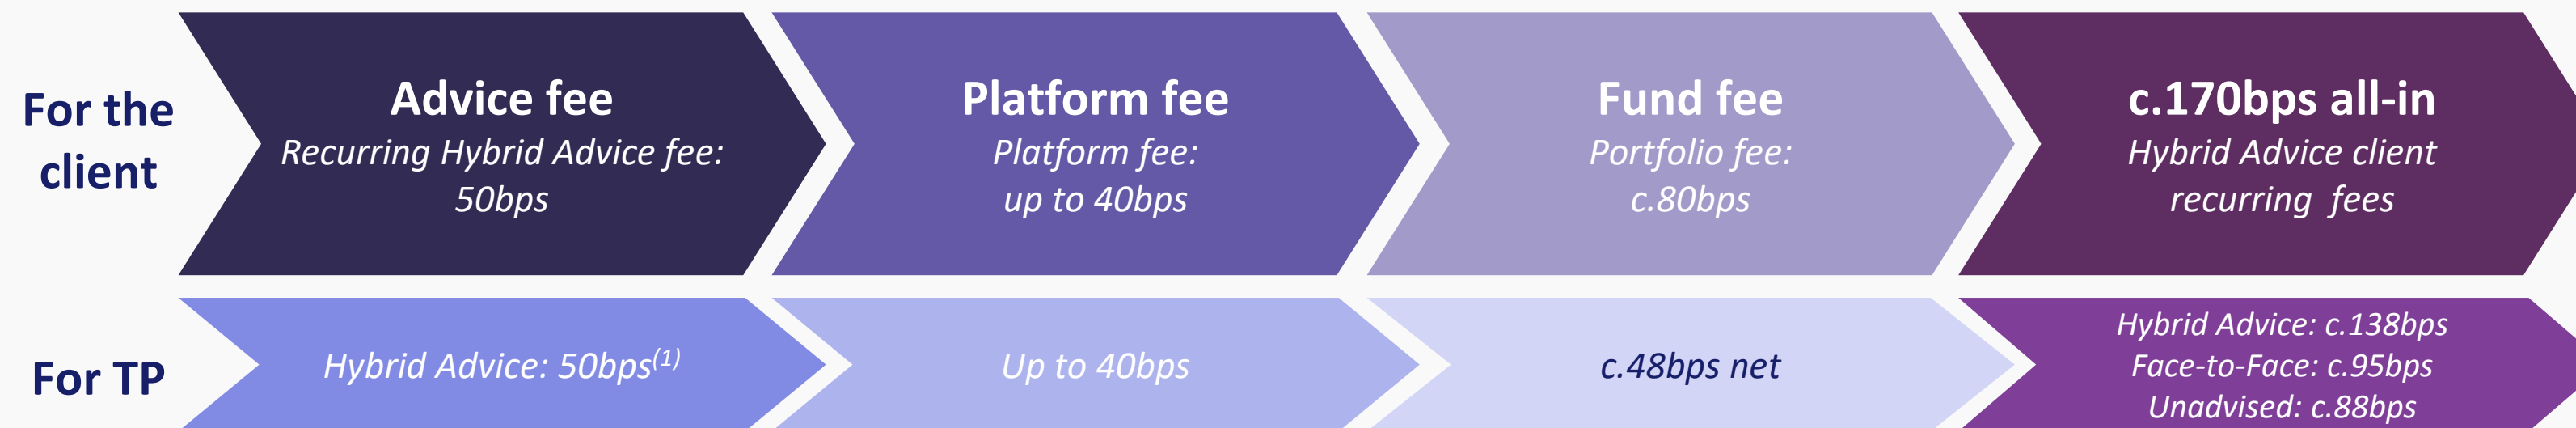 For the
client
Advice fee
Recurring Hybrid Advice fee:
50bps
Platform fee
Platform fee:
up to 40bps
Fund fee
Portfolio fee:
c.80bps
c.170bps all-in
Hybrid Advice client
recurring  fees
For TP
Hybrid Advice: 50bps(1)
Up to 40bps
c.48bps net
Hybrid Advice: c.138bps
Face-to-Face: c.95bps
Unadvised: c.88bps